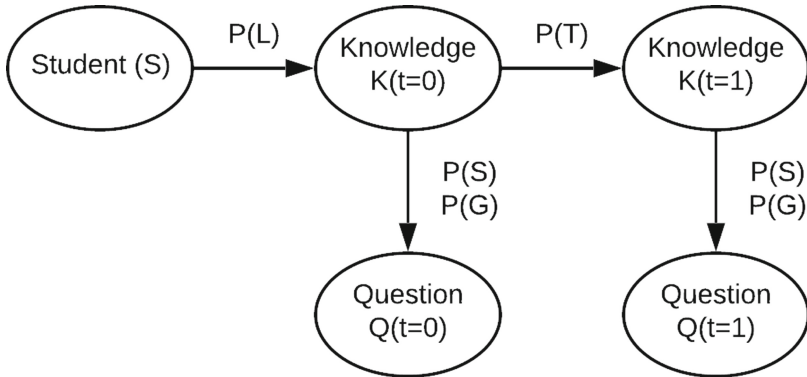 Student (S)
P(L)
Knowledge
K(t=0)
P(T)
Knowledge
K(t=1)
P(S)
P(G)
P(S)
P(G)
Question
Q(t=0)
Question
Q(t=1)